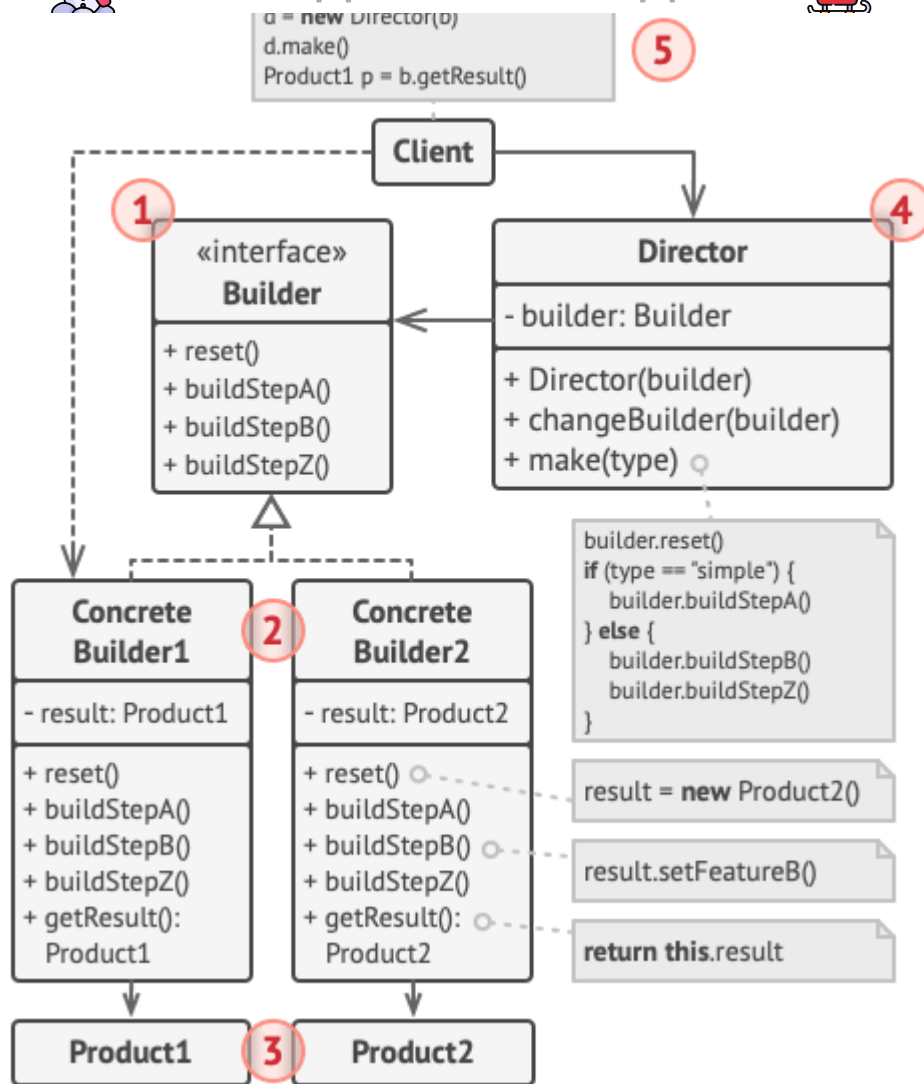 d = new Director(b)
d.make()
Product1 p = b.getResult()
5
Client
1
«interface»
Builder
+ reset()
+ buildStepA()
+ buildStepB()
+ buildStepZ()
4
Director
- builder: Builder
+ Director(builder)
+ changeBuilder(builder)
+ make(type)
builder.reset()
if (type == "simple") {
builder.buildStepA()
} else {
builder.buildStepB()
builder.buildStepZ()
}
Concrete
Builder1
- result: Product1
+ reset()
+ buildStepA()
+ buildStepB()
+ buildStepZ()
+ getResult():
Product1
2
Concrete
Builder2
- result: Product2
+ reset()
+ buildStepA()
+ buildStepB()
+ buildStepZ()
+ getResult():
Product2
result = new Product2()
result.setFeatureB()
return this.result
Product1
3
Product2